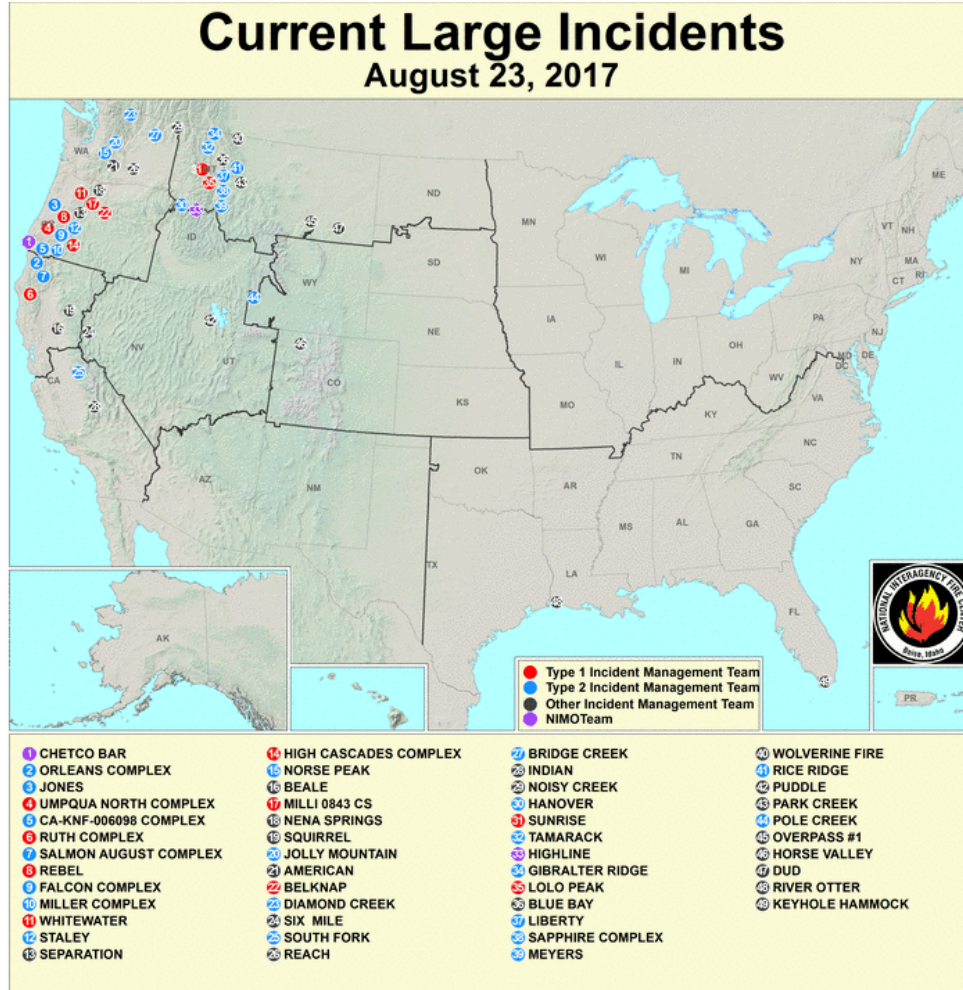 Current Large Incidents
August 23, 2017
WA
ID
ND
MN
WI
MI
ME
VT
NH
NY
MA
CT
RI
WY
SD
IA
PA
NJ
NV
UT
NE
IL
IN
OH
MD
DE
DC
CA
CO
KS
MO
WV
VA
KY
AZ
NM
OK
AR
TN
NC
SC
MS
AL
GA
TX
LA
FL
AK
PR
NATIONAL INTERAGENCY FIRE CENTER
Boise, Idaho
Type 1 Incident Management Team
Type 2 Incident Management Team
Other Incident Management Team
NIMOTeam
1 CHETCO BAR
2 ORLEANS COMPLEX
3 JONES
4 UMPQUA NORTH COMPLEX
5 CA-KNF-006098 COMPLEX
6 RUTH COMPLEX
7 SALMON AUGUST COMPLEX
8 REBEL
9 FALCON COMPLEX
10 MILLER COMPLEX
11 WHITEWATER
12 STALEY
13 SEPARATION
14 HIGH CASCADES COMPLEX
15 NORSE PEAK
16 BEALE
17 MILLI 0843 CS
18 NENA SPRINGS
19 SQUIRREL
20 JOLLY MOUNTAIN
21 AMERICAN
22 BELKNAP
23 DIAMOND CREEK
24 SIX MILE
25 SOUTH FORK
26 REACH
27 BRIDGE CREEK
28 INDIAN
29 NOISY CREEK
30 HANOVER
31 SUNRISE
32 TAMARACK
33 HIGHLINE
34 GIBRALTER RIDGE
35 LOLO PEAK
36 BLUE BAY
37 LIBERTY
38 SAPPHIRE COMPLEX
39 MEYERS
40 WOLVERINE FIRE
41 RICE RIDGE
42 PUDDLE
43 PARK CREEK
44 POLE CREEK
45 OVERPASS #1
46 HORSE VALLEY
47 DUD
48 RIVER OTTER
49 KEYHOLE HAMMOCK